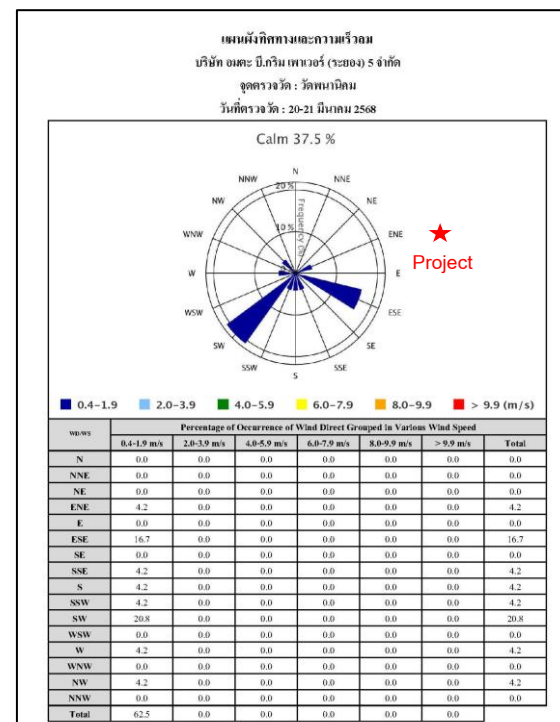 แผนผังทิศทางและความเร็วลม
บริษัท อมตะ บี.กริม เพาเวอร์ (ระยอง) 5 จำกัด
จุดตรวจวัด : วัดพนานิคม
วันที่ตรวจวัด : 20-21 มีนาคม 2568
Calm 37.5 %
N
NNW NNE
20 %
NW NE
Frequency (%)
WNW ENE
10 %
Project
W E
WSW ESE
SW SE
SSW SSE
S
0.4-1.9 2.0-3.9 4.0-5.9 6.0-7.9 8.0-9.9 > 9.9 (m/s)
WD/WS Percentage of Occurrence of Wind Direct Grouped in Various Wind Speed
0.4-1.9 m/s 2.0-3.9 m/s 4.0-5.9 m/s 6.0-7.9 m/s 8.0-9.9 m/s > 9.9 m/s Total
N 0.0 0.0 0.0 0.0 0.0 0.0 0.0
NNE 0.0 0.0 0.0 0.0 0.0 0.0 0.0
NE 0.0 0.0 0.0 0.0 0.0 0.0 0.0
ENE 4.2 0.0 0.0 0.0 0.0 0.0 4.2
E 0.0 0.0 0.0 0.0 0.0 0.0 0.0
ESE 16.7 0.0 0.0 0.0 0.0 0.0 16.7
SE 0.0 0.0 0.0 0.0 0.0 0.0 0.0
SSE 4.2 0.0 0.0 0.0 0.0 0.0 4.2
S 4.2 0.0 0.0 0.0 0.0 0.0 4.2
SSW 4.2 0.0 0.0 0.0 0.0 0.0 4.2
SW 20.8 0.0 0.0 0.0 0.0 0.0 20.8
WSW 0.0 0.0 0.0 0.0 0.0 0.0 0.0
W 4.2 0.0 0.0 0.0 0.0 0.0 4.2
WNW 0.0 0.0 0.0 0.0 0.0 0.0 0.0
NW 4.2 0.0 0.0 0.0 0.0 0.0 4.2
NNW 0.0 0.0 0.0 0.0 0.0 0.0 0.0
Total 62.5 0.0 0.0 0.0 0.0 0.0